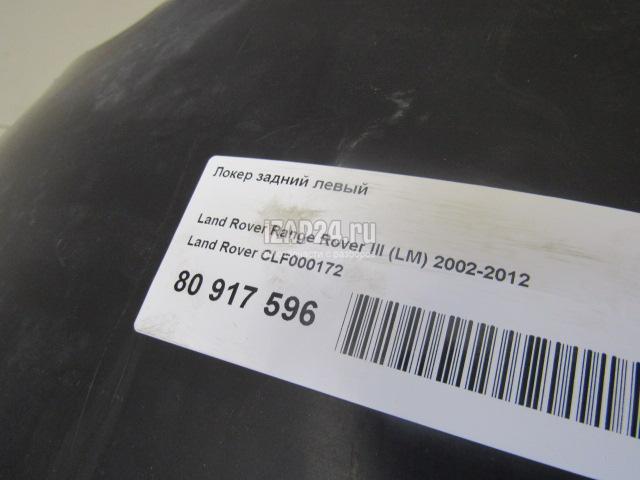 Локер задний левый
Land Rover Range Rover III (LM) 2002-2012
Land Rover CLF000172
80 917 596
iZAP24.ru